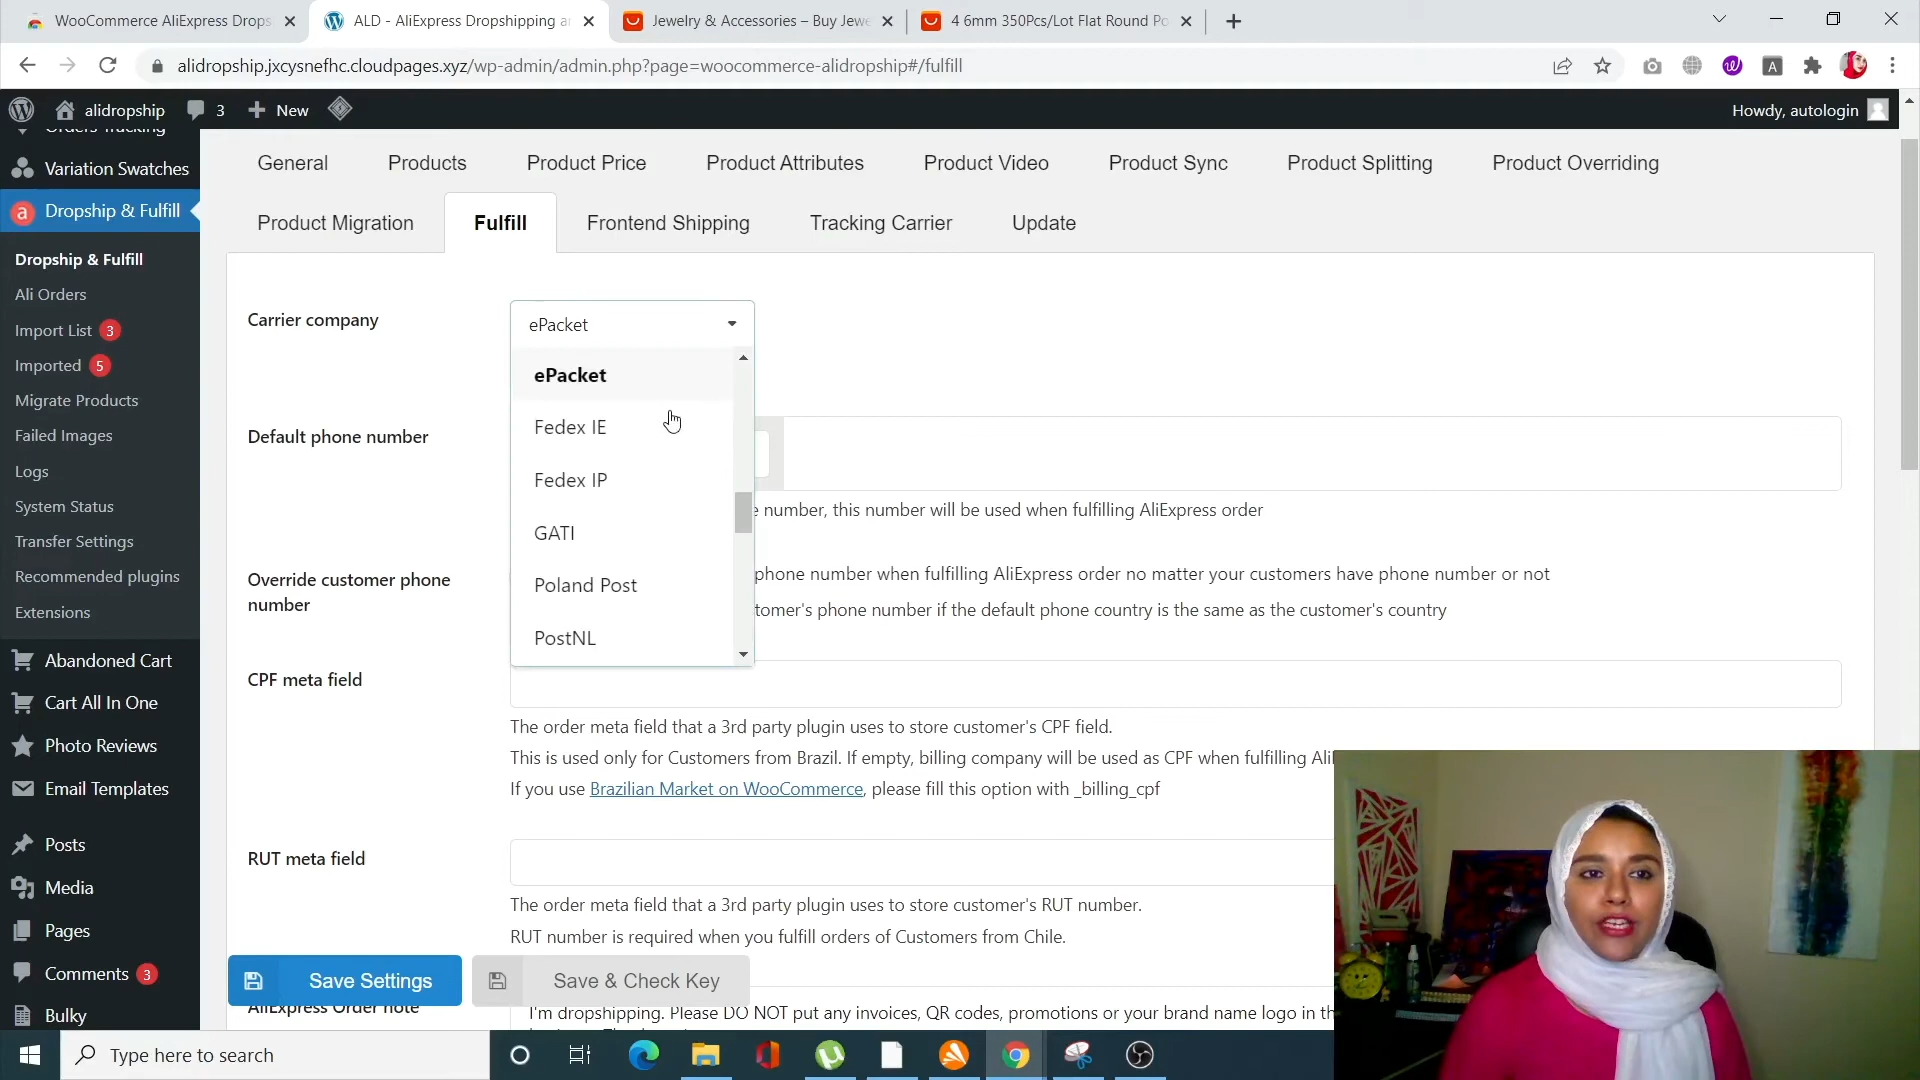 WooCommerce AliExpress Drops
ALD - AliExpress Dropshipping a
Jewelry & Accessories – Buy Jewe
4 6mm 350Pcs/Lot Flat Round Po
alidropship.jxcysnefhc.cloudpages.xyz/wp-admin/admin.php?page=woocommerce-alidropship#/fulfill
alidropship
3
New
Howdy, autologin
Orders Tracking
Variation Swatches
Dropship & Fulfill
Dropship & Fulfill
Ali Orders
Import List 3
Imported 5
Migrate Products
Failed Images
Logs
System Status
Transfer Settings
Recommended plugins
Extensions
Abandoned Cart
Cart All In One
Photo Reviews
Email Templates
Posts
Media
Pages
Comments 3
Bulky
General
Products
Product Price
Product Attributes
Product Video
Product Sync
Product Splitting
Product Overriding
Product Migration
Fulfill
Frontend Shipping
Tracking Carrier
Update
Carrier company
ePacket
ePacket
Fedex IE
Fedex IP
GATI
Poland Post
PostNL
Default phone number
number, this number will be used when fulfilling AliExpress order
Override customer phone
number
phone number when fulfilling AliExpress order no matter your customers have phone number or not
tomer's phone number if the default phone country is the same as the customer's country
CPF meta field
The order meta field that a 3rd party plugin uses to store customer's CPF field.
This is used only for Customers from Brazil. If empty, billing company will be used as CPF when fulfilling Ali
If you use Brazilian Market on WooCommerce, please fill this option with _billing_cpf
RUT meta field
The order meta field that a 3rd party plugin uses to store customer's RUT number.
RUT number is required when you fulfill orders of Customers from Chile.
Save Settings
Save & Check Key
AliExpress Order note
I'm dropshipping. Please DO NOT put any invoices, QR codes, promotions or your brand name logo in th
Type here to search